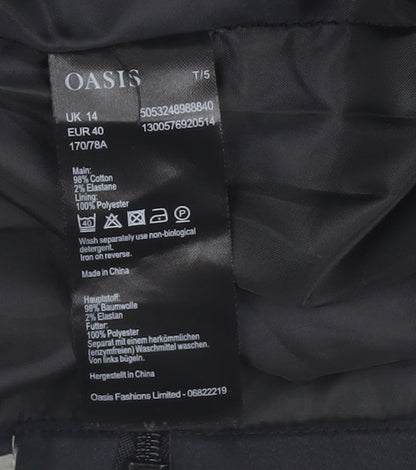 OASIS T/5
UK 14 5053248988840
EUR 40 1300576920514
170/78A
Main:
98% Cotton
2% Elastane
Lining:
100% Polyester
40 P
Wash separately use non-biological
detergent.
Iron on reverse.
Made in China
Hauptstoff:
98% Baumwolle
2% Elastan
Futter:
100% Polyester
Separat mit einem herkömmlichen
(enzymfreien) Waschmittel waschen.
Von links bügeln.
Hergestellt in China
Oasis Fashions Limited - 06822219